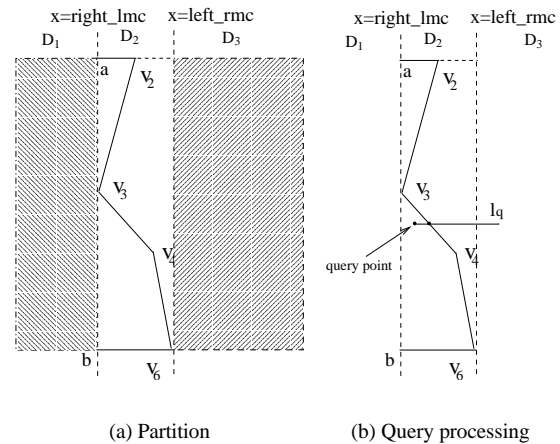 x=right_lmc x=left_rmc
D1 D2 D3
a
v2
v3
v4
b
v6
(a) Partition
x=right_lmc x=left_rmc
D1 D2 D3
a
v2
v3
lq
v4
query point
b
v6
(b) Query processing